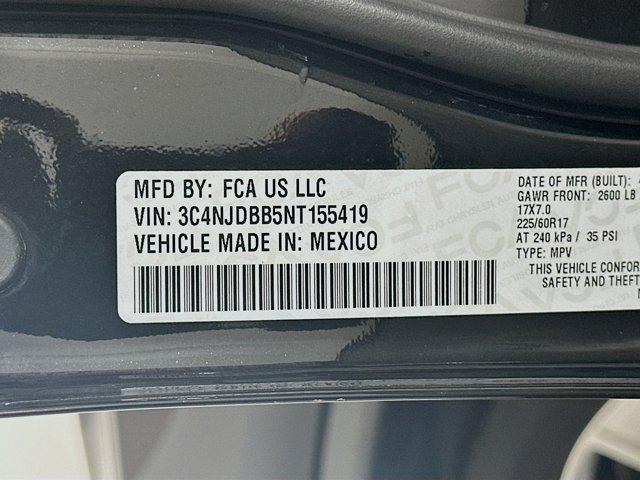 MFD BY: FCA US LLC
VIN: 3C4NJDBB5NT155419
VEHICLE MADE IN: MEXICO
DATE OF MFR (BUILT): 4
GAWR FRONT: 2600 LB
17X7.0
225/60R17
AT 240 kPa / 35 PSI
TYPE: MPV
THIS VEHICLE CONFOR
SAFETY AND THEFT